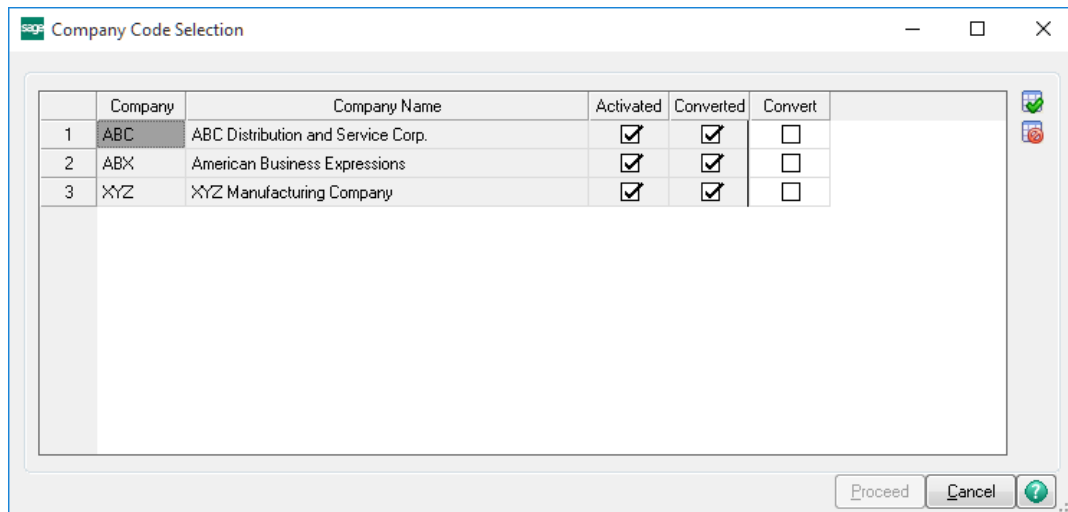 sage Company Code Selection
Company Company Name Activated Converted Convert
1 ABC ABC Distribution and Service Corp.
2 ABX American Business Expressions
3 XYZ XYZ Manufacturing Company
Proceed Cancel ?